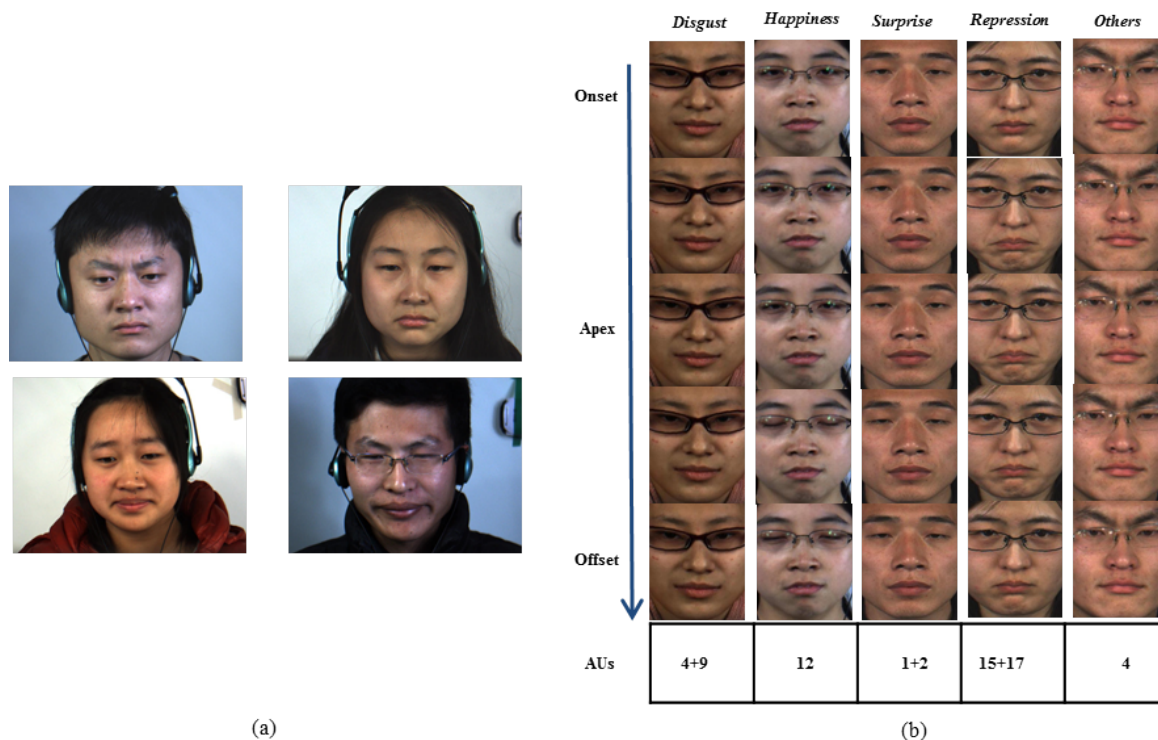 Disgust Happiness Surprise Repression Others
Onset
Apex
Offset
AUs 4+9 12 1+2 15+17 4
(a) (b)